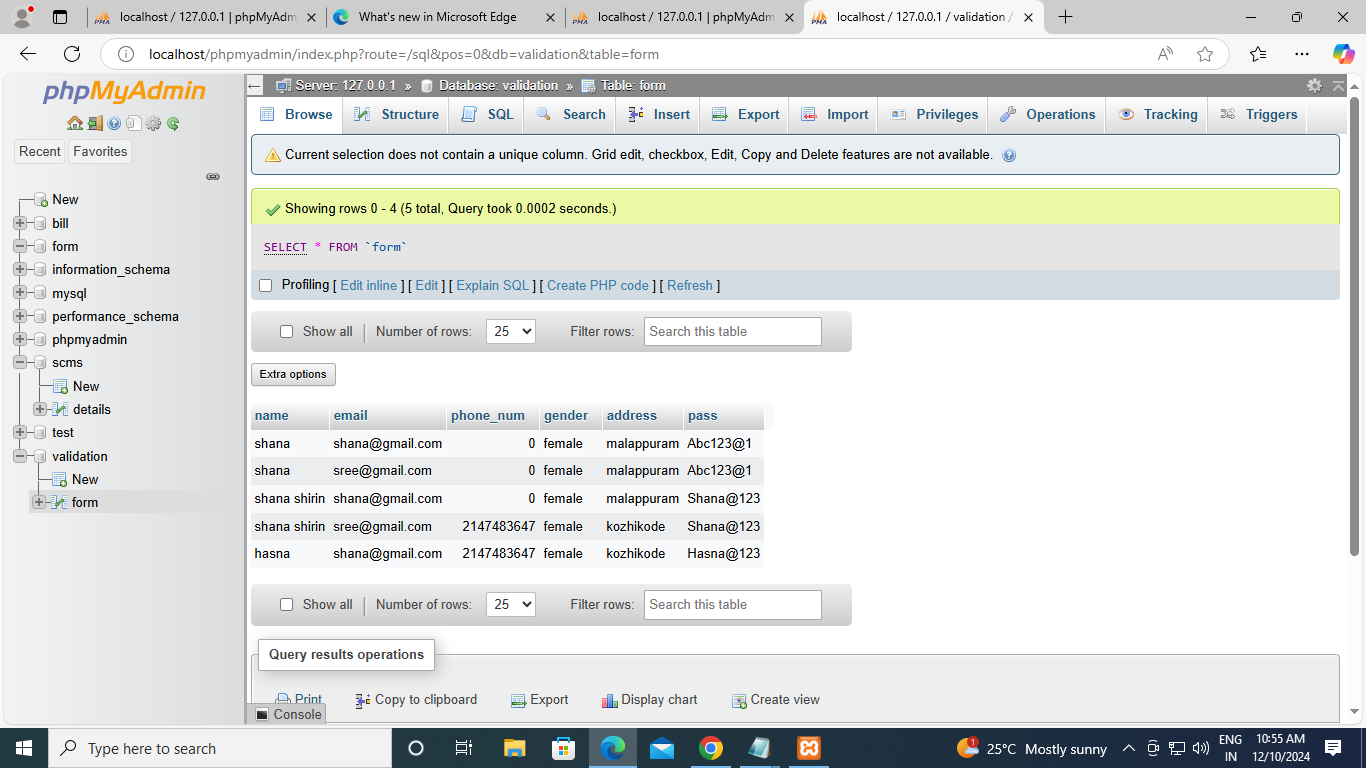 localhost / 127.0.0.1 | phpMyAdm
What's new in Microsoft Edge
localhost / 127.0.0.1 | phpMyAdm
localhost / 127.0.0.1 / validation /
localhost/phpmyadmin/index.php?route=/sql&pos=0&db=validation&table=form
phpMyAdmin
Recent Favorites
New
bill
form
information_schema
mysql
performance_schema
phpmyadmin
scms
New
details
test
validation
New
form
Server: 127.0.0.1 » Database: validation » Table: form
Browse Structure SQL Search Insert Export Import Privileges Operations Tracking Triggers
Current selection does not contain a unique column. Grid edit, checkbox, Edit, Copy and Delete features are not available.
Showing rows 0 - 4 (5 total, Query took 0.0002 seconds.)
SELECT * FROM `form`
Profiling [ Edit inline ] [ Edit ] [ Explain SQL ] [ Create PHP code ] [ Refresh ]
Show all Number of rows: 25 Filter rows: Search this table
Extra options
name email phone_num gender address pass
shana shana@gmail.com 0 female malappuram Abc123@1
shana sree@gmail.com 0 female malappuram Abc123@1
shana shirin shana@gmail.com 0 female malappuram Shana@123
shana shirin sree@gmail.com 2147483647 female kozhikode Shana@123
hasna shana@gmail.com 2147483647 female kozhikode Hasna@123
Show all Number of rows: 25 Filter rows: Search this table
Query results operations
Print Copy to clipboard Export Display chart Create view
Console
Type here to search
1
25°C Mostly sunny
ENG
IN
10:55 AM
12/10/2024